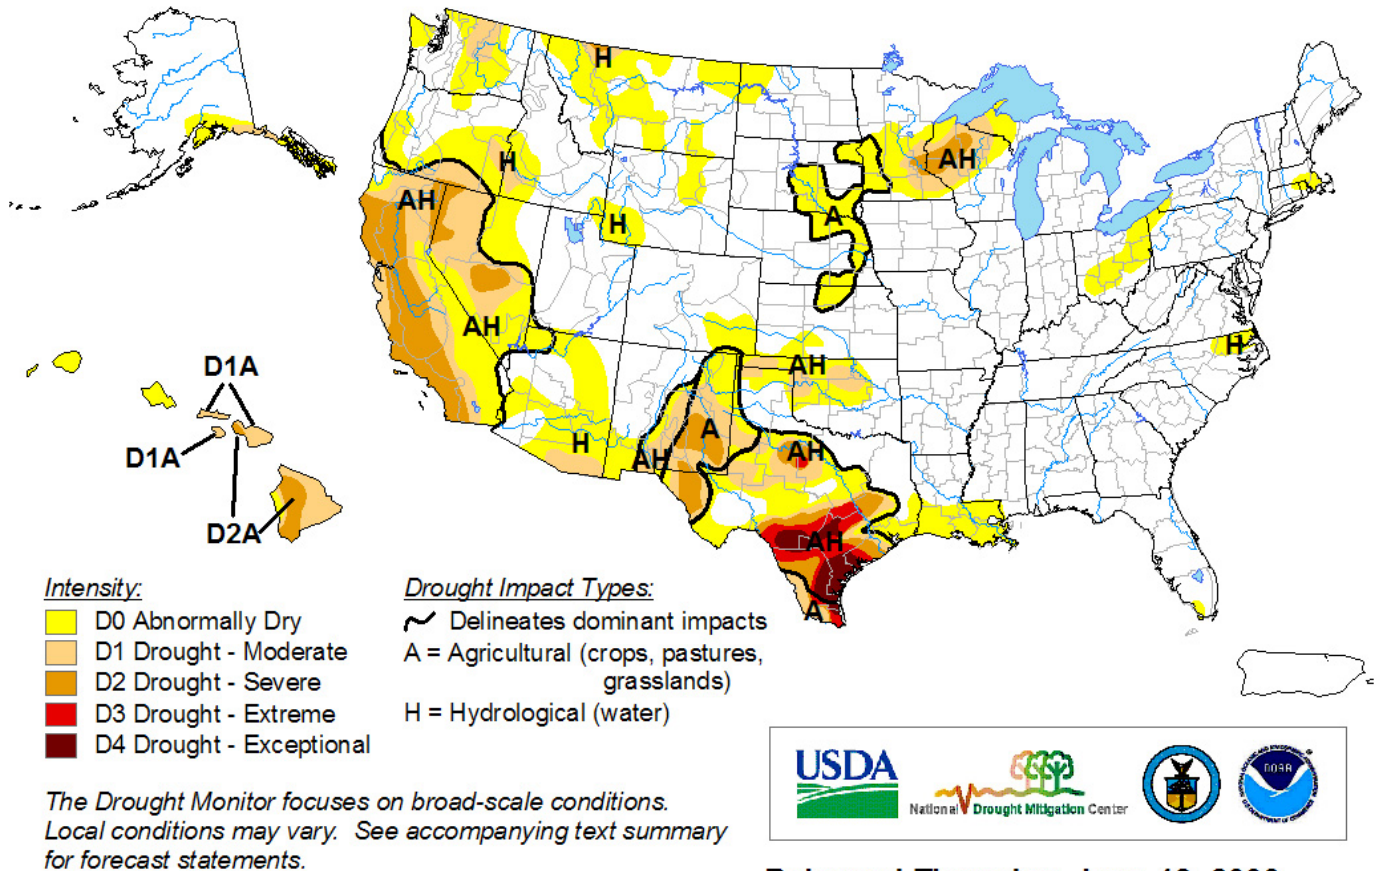 H
H
AH
H
AH
A
H
AH
D1A
AH
H
D1A
A
H
AH
AH
D2A
AH
A
Intensity:
D0 Abnormally Dry
D1 Drought - Moderate
D2 Drought - Severe
D3 Drought - Extreme
D4 Drought - Exceptional
Drought Impact Types:
Delineates dominant impacts
A = Agricultural (crops, pastures,
grasslands)
H = Hydrological (water)
The Drought Monitor focuses on broad-scale conditions.
Local conditions may vary. See accompanying text summary
for forecast statements.
USDA
National Drought Mitigation Center
NOAA